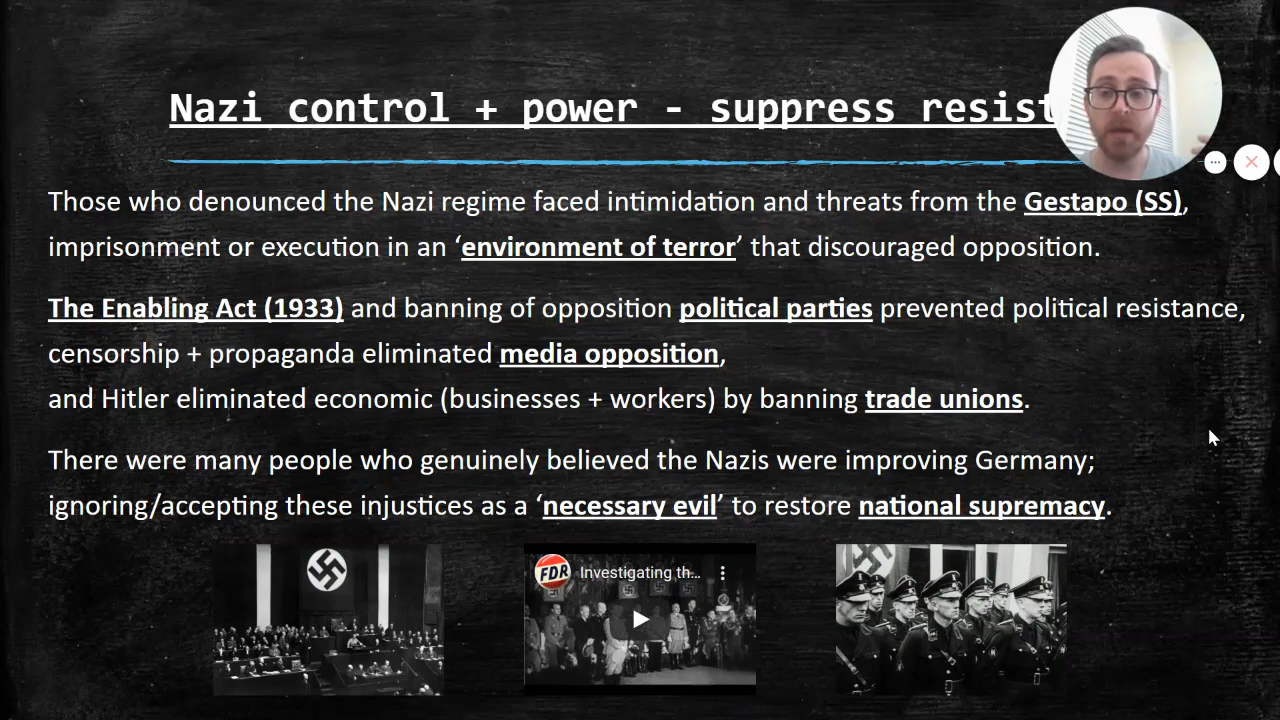 Nazi control + power - suppress resist
Those who denounced the Nazi regime faced intimidation and threats from the Gestapo (SS),
imprisonment or execution in an ‘environment of terror’ that discouraged opposition.
The Enabling Act (1933) and banning of opposition political parties prevented political resistance,
censorship + propaganda eliminated media opposition,
and Hitler eliminated economic (businesses + workers) by banning trade unions.
There were many people who genuinely believed the Nazis were improving Germany;
ignoring/accepting these injustices as a ‘necessary evil’ to restore national supremacy.
FDR Investigating th...